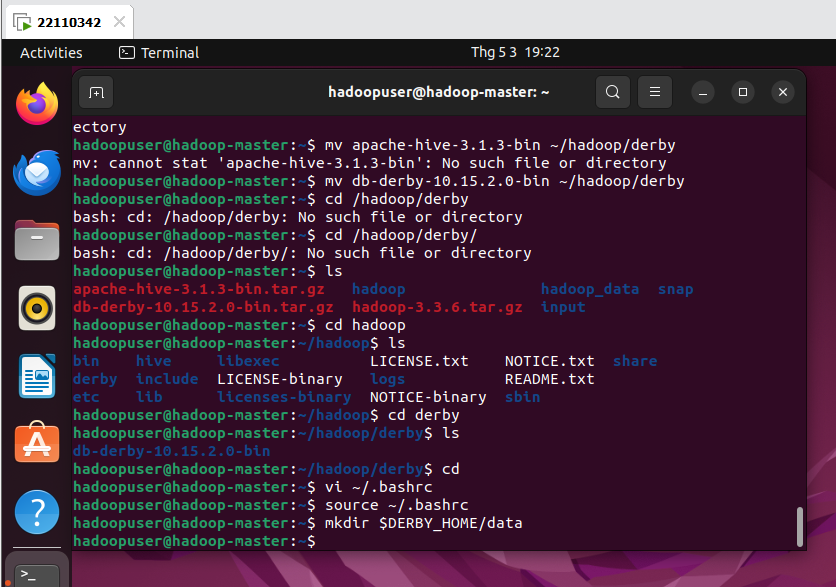 22110342
Activities Terminal Thg 5 3 19:22
hadoopuser@hadoop-master: ~
ectory
hadoopuser@hadoop-master:~$ mv apache-hive-3.1.3-bin ~/hadoop/derby
mv: cannot stat 'apache-hive-3.1.3-bin': No such file or directory
hadoopuser@hadoop-master:~$ mv db-derby-10.15.2.0-bin ~/hadoop/derby
hadoopuser@hadoop-master:~$ cd /hadoop/derby
bash: cd: /hadoop/derby: No such file or directory
hadoopuser@hadoop-master:~$ cd /hadoop/derby/
bash: cd: /hadoop/derby/: No such file or directory
hadoopuser@hadoop-master:~$ ls
apache-hive-3.1.3-bin.tar.gz hadoop hadoop_data snap
db-derby-10.15.2.0-bin.tar.gz hadoop-3.3.6.tar.gz input
hadoopuser@hadoop-master:~$ cd hadoop
hadoopuser@hadoop-master:~/hadoop$ ls
bin hive libexec LICENSE.txt NOTICE.txt share
derby include LICENSE-binary logs README.txt
etc lib licenses-binary NOTICE-binary sbin
hadoopuser@hadoop-master:~/hadoop$ cd derby
hadoopuser@hadoop-master:~/hadoop/derby$ ls
db-derby-10.15.2.0-bin
hadoopuser@hadoop-master:~/hadoop/derby$ cd
hadoopuser@hadoop-master:~$ vi ~/.bashrc
hadoopuser@hadoop-master:~$ source ~/.bashrc
hadoopuser@hadoop-master:~$ mkdir $DERBY_HOME/data
hadoopuser@hadoop-master:~$